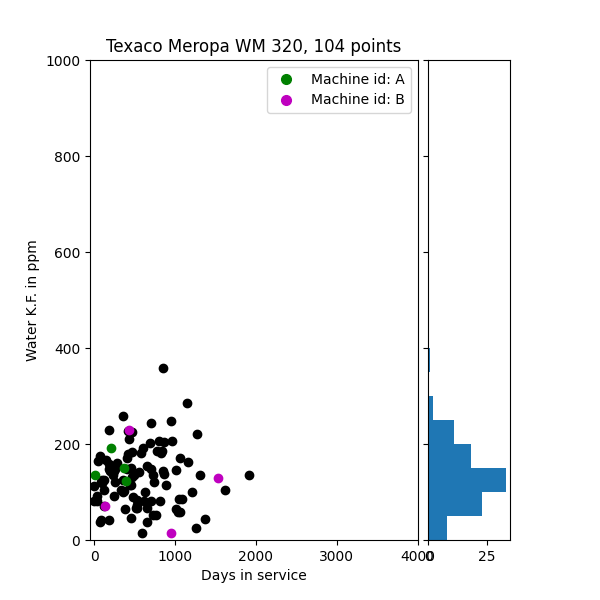 Texaco Meropa WM 320, 104 points
Machine id: A
Machine id: B
1000
800
600
400
200
0
Water K.F. in ppm
0 1000 2000 3000 4000
0 25
Days in service